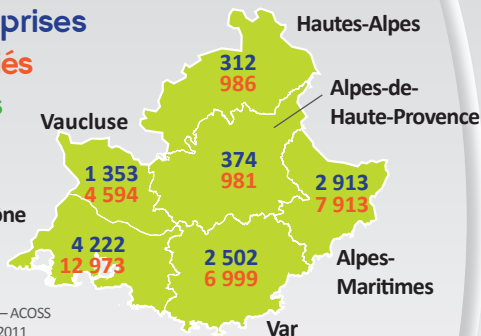 prises
és
s
Hautes-Alpes
312
986
Alpes-de-
Haute-Provence
Vaucluse
1 353
4 594
374
981
2 913
7 913
one
4 222
12 973
2 502
6 999
Alpes-
Maritimes
– ACOSS
2011
Var